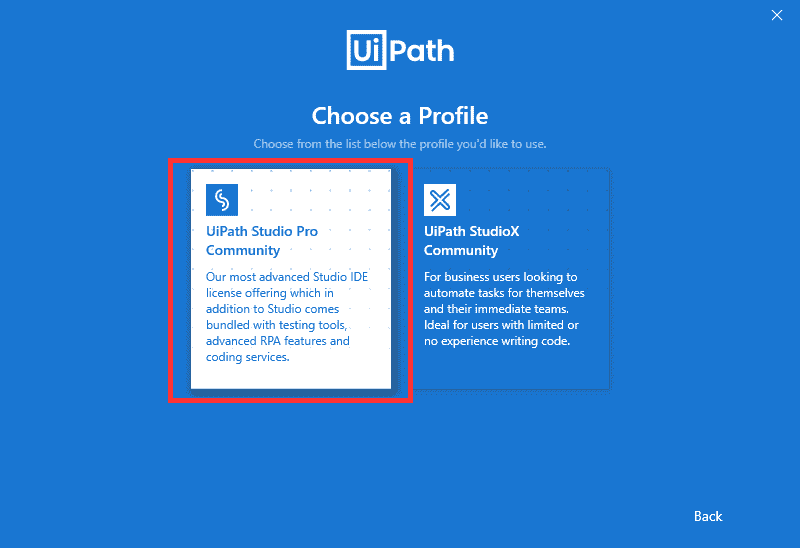 UiPath
Choose a Profile
Choose from the list below the profile you'd like to use.
UiPath Studio Pro
Community
Our most advanced Studio IDE
license offering which in
addition to Studio comes
bundled with testing tools,
advanced RPA features and
coding services.
UiPath StudioX
Community
For business users looking to
automate tasks for themselves
and their immediate teams.
Ideal for users with limited or
no experience writing code.
Back